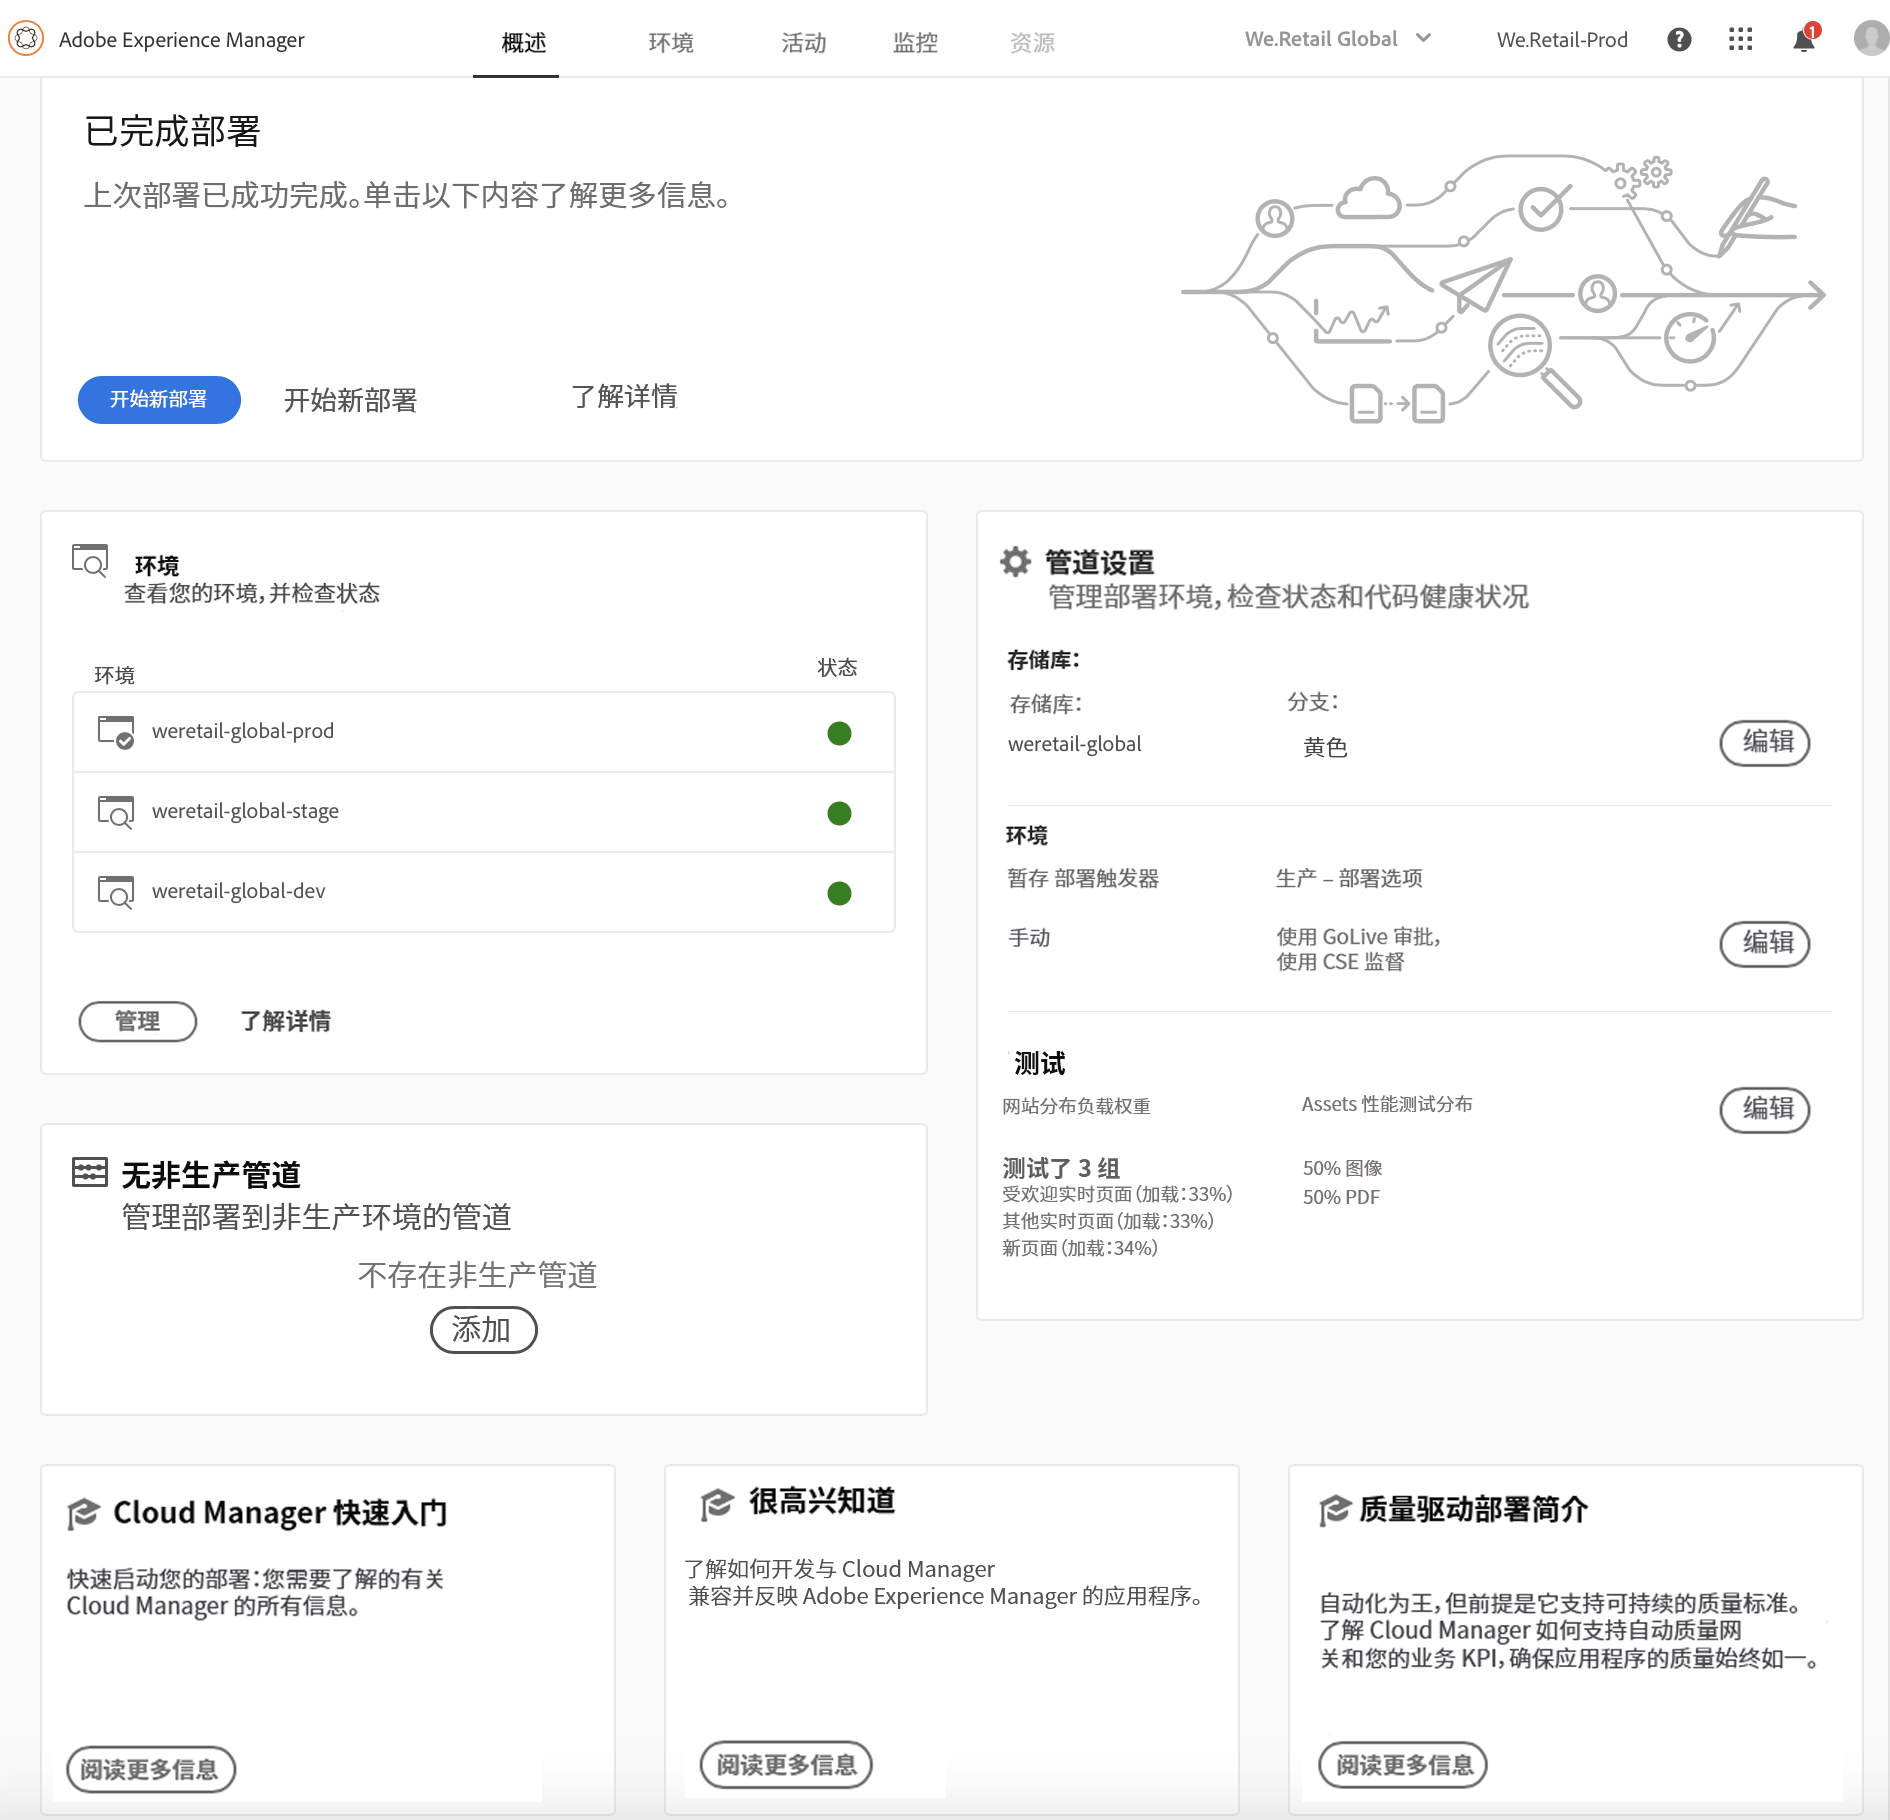 Adobe Experience Manager
概述
环境
活动
监控
资源
We.Retail Global
We.Retail-Prod
1
已完成部署
上次部署已成功完成。单击以下内容了解更多信息。
开始新部署
开始新部署
了解详情
环境
查看您的环境，并检查状态
环境
状态
weretail-global-prod
weretail-global-stage
weretail-global-dev
管理
了解详情
管道设置
管理部署环境，检查状态和代码健康状况
存储库：
存储库：
分支：
weretail-global
黄色
编辑
环境
暂存 部署触发器
生产 – 部署选项
手动
使用 GoLive 审批，
使用 CSE 监督
编辑
测试
网站分布负载权重
Assets 性能测试分布
编辑
测试了 3 组
受欢迎实时页面（加载：33%）
其他实时页面（加载：33%）
新页面（加载：34%）
50% 图像
50% PDF
无非生产管道
管理部署到非生产环境的管道
不存在非生产管道
添加
Cloud Manager 快速入门
快速启动您的部署：您需要了解的有关
Cloud Manager 的所有信息。
阅读更多信息
很高兴知道
了解如何开发与 Cloud Manager
兼容并反映 Adobe Experience Manager 的应用程序。
阅读更多信息
质量驱动部署简介
自动化为王，但前提是它支持可持续的质量标准。
了解 Cloud Manager 如何支持自动质量网
关和您的业务 KPI，确保应用程序的质量始终如一。
阅读更多信息